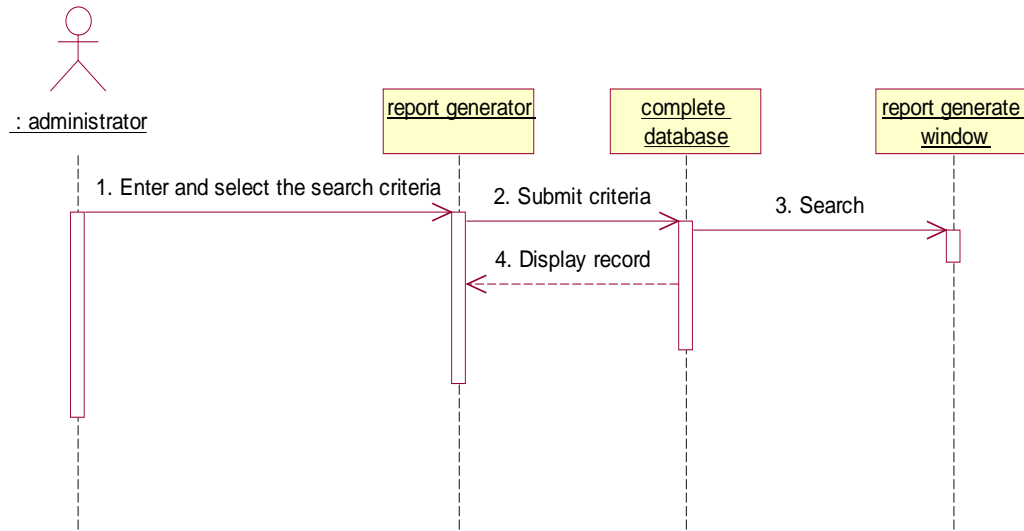 : administrator
report generator
complete
database
report generate
window
1. Enter and select the search criteria
2. Submit criteria
3. Search
4. Display record